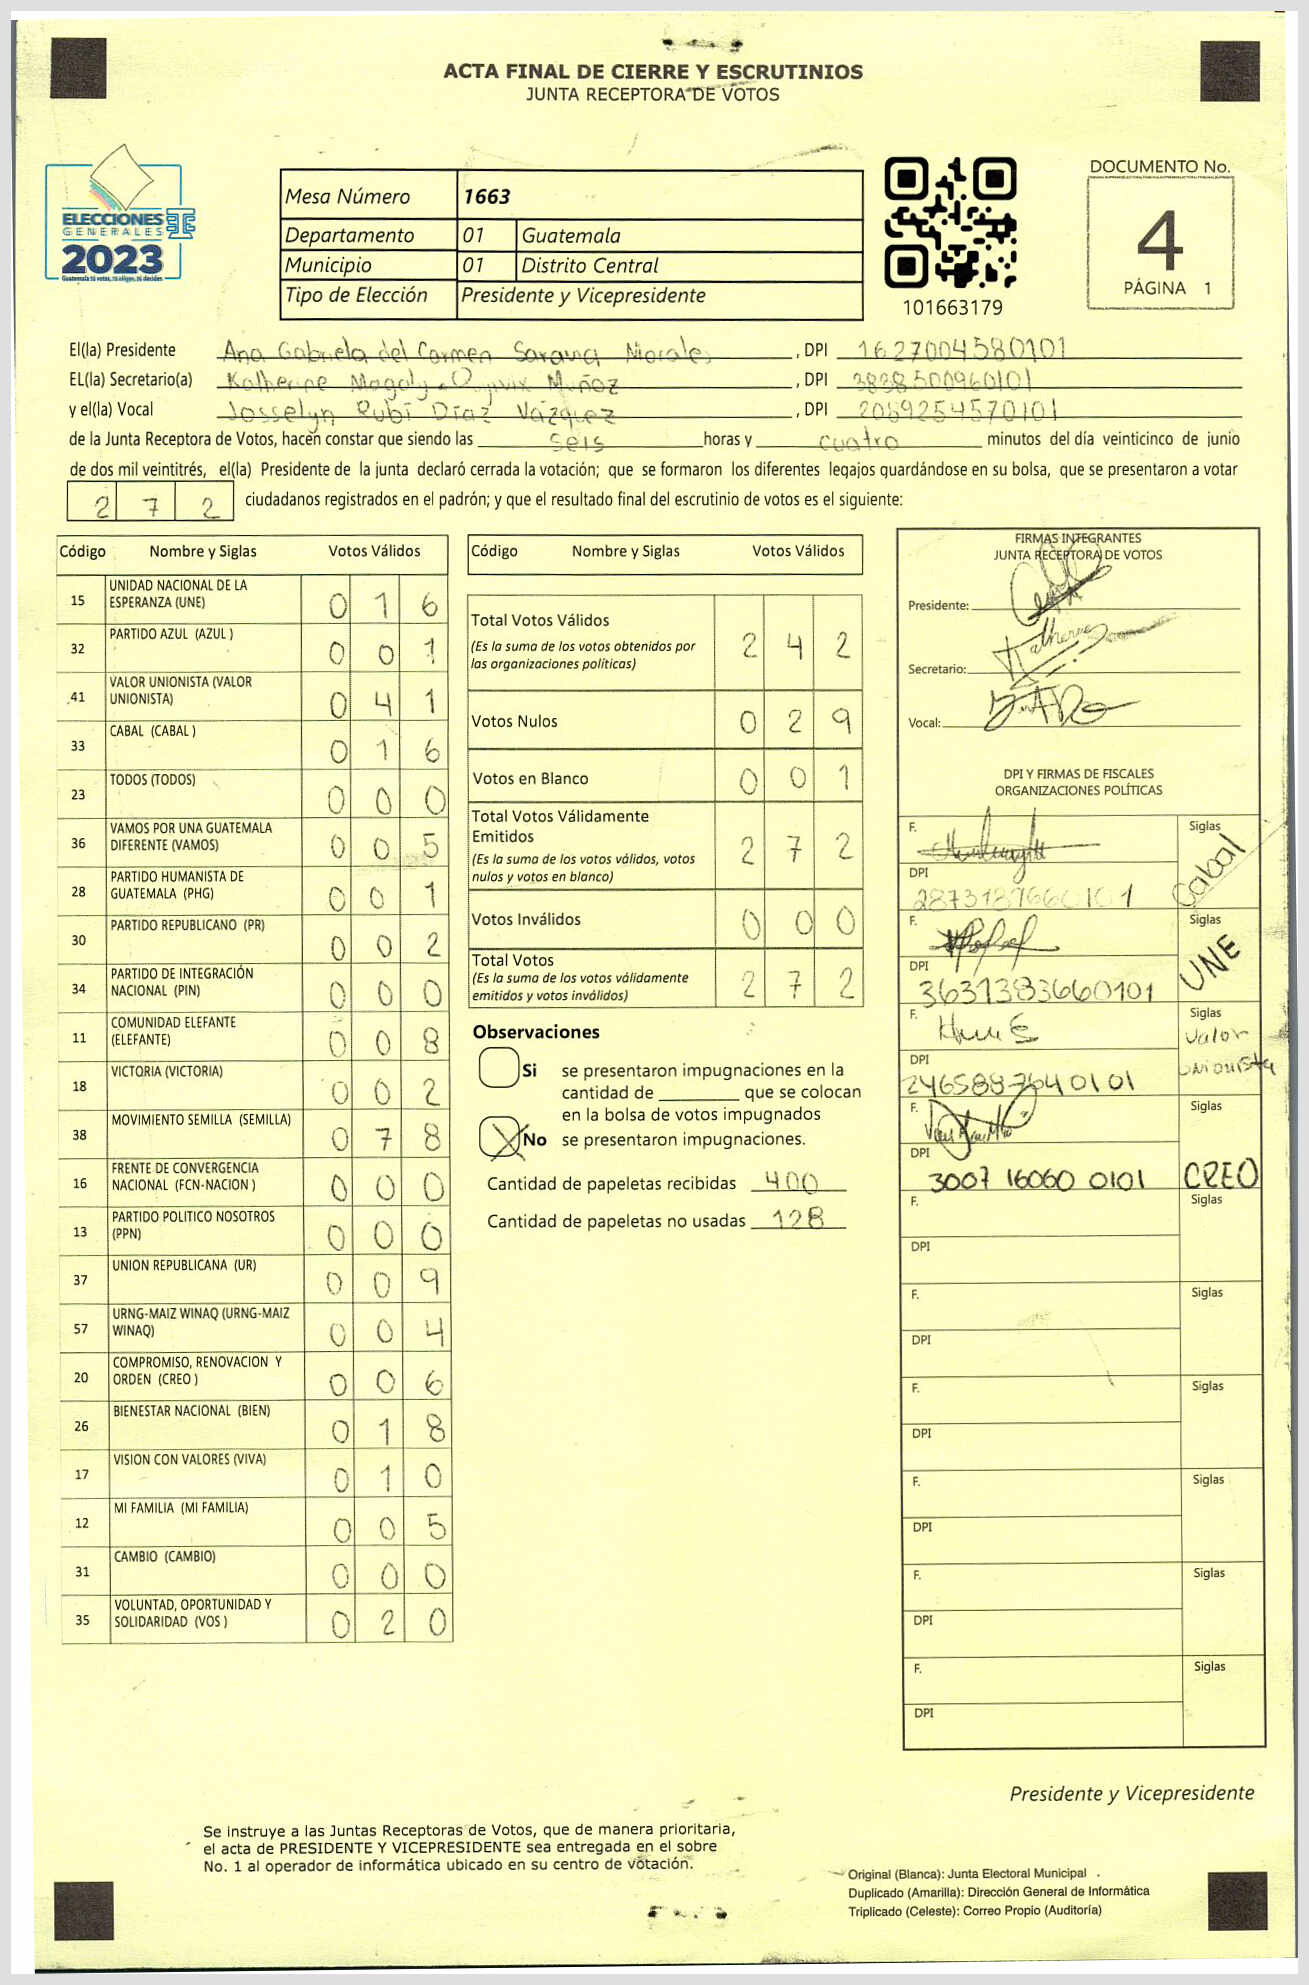 ACTA FINAL DE CIERRE Y ESCRUTINIOS
JUNTA RECEPTORA DE VOTOS
ELECCIONES
GENERALES
2023
Guatemala tú votas, tú eliges, tú decides
Mesa Número 1663
Departamento 01 Guatemala
Municipio 01 Distrito Central
Tipo de Elección Presidente y Vicepresidente
101663179
DOCUMENTO No.
4
PÁGINA 1
El(la) Presidente Ana Gabriela del Carmen Saravia Morales, DPI 1627004580101
EL(la) Secretario(a) Katherine Magaly Muñoz, DPI 3838500960101
y el(la) Vocal Josselyn Rubí Díaz Vázquez, DPI 2089254570101
de la Junta Receptora de Votos, hacen constar que siendo las seis horas y cuatro minutos del día veinticinco de junio
de dos mil veintitrés, el(la) Presidente de la junta declaró cerrada la votación; que se formaron los diferentes legajos quardándose en su bolsa, que se presentaron a votar
2 7 2 ciudadanos registrados en el padrón; y que el resultado final del escrutinio de votos es el siguiente:
Código Nombre y Siglas Votos Válidos
15 UNIDAD NACIONAL DE LA ESPERANZA (UNE) 0 1 6
32 PARTIDO AZUL (AZUL ) 0 0 1
41 VALOR UNIONISTA (VALOR UNIONISTA) 0 4 1
33 CABAL (CABAL ) 0 1 6
23 TODOS (TODOS) 0 0 0
36 VAMOS POR UNA GUATEMALA DIFERENTE (VAMOS) 0 0 5
28 PARTIDO HUMANISTA DE GUATEMALA (PHG) 0 0 1
30 PARTIDO REPUBLICANO (PR) 0 0 2
34 PARTIDO DE INTEGRACIÓN NACIONAL (PIN) 0 0 0
11 COMUNIDAD ELEFANTE (ELEFANTE) 0 0 8
18 VICTORIA (VICTORIA) 0 0 2
38 MOVIMIENTO SEMILLA (SEMILLA) 0 7 8
16 FRENTE DE CONVERGENCIA NACIONAL (FCN-NACION ) 0 0 0
13 PARTIDO POLITICO NOSOTROS (PPN) 0 0 0
37 UNION REPUBLICANA (UR) 0 0 9
57 URNG-MAIZ WINAQ (URNG-MAIZ WINAQ) 0 0 4
20 COMPROMISO, RENOVACION Y ORDEN (CREO ) 0 0 6
26 BIENESTAR NACIONAL (BIEN) 0 1 8
17 VISION CON VALORES (VIVA) 0 1 0
12 MI FAMILIA (MI FAMILIA) 0 0 5
31 CAMBIO (CAMBIO) 0 0 0
35 VOLUNTAD, OPORTUNIDAD Y SOLIDARIDAD (VOS ) 0 2 0
Código Nombre y Siglas Votos Válidos
Total Votos Válidos 2 4 2
(Es la suma de los votos obtenidos por
las organizaciones políticas)
Votos Nulos 0 2 9
Votos en Blanco 0 0 1
Total Votos Válidamente
Emitidos 2 7 2
(Es la suma de los votos válidos, votos
nulos y votos en blanco)
Votos Inválidos 0 0 0
Total Votos 2 7 2
(Es la suma de los votos válidamente
emitidos y votos inválidos)
Observaciones
Si se presentaron impugnaciones en la
cantidad de ________ que se colocan
en la bolsa de votos impugnados
X No se presentaron impugnaciones.
Cantidad de papeletas recibidas 400
Cantidad de papeletas no usadas 128
FIRMAS INTEGRANTES
JUNTA RECEPTORA DE VOTOS
Presidente:
Secretario:
Vocal:
DPI Y FIRMAS DE FISCALES
ORGANIZACIONES POLÍTICAS
F. Siglas Cabal
DPI 2873187660101
F. Siglas UNE
DPI 3631383660101
F. Siglas Valor Unionista
DPI 2465897640101
F. Siglas CREO
DPI 3007 16060 0101
F. Siglas
DPI
F. Siglas
DPI
F. Siglas
DPI
F. Siglas
DPI
F. Siglas
DPI
F. Siglas
DPI
Presidente y Vicepresidente
Se instruye a las Juntas Receptoras de Votos, que de manera prioritaria,
el acta de PRESIDENTE Y VICEPRESIDENTE sea entregada en el sobre
No. 1 al operador de informática ubicado en su centro de votación.
Original (Blanca): Junta Electoral Municipal
Duplicado (Amarilla): Dirección General de Informática
Triplicado (Celeste): Correo Propio (Auditoría)